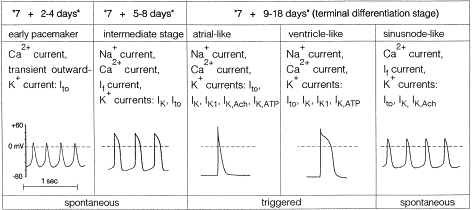 "7 + 2-4 days" "7 + 5-8 days" "7 + 9-18 days" (terminal differentiation stage)
early pacemaker intermediate stage atrial-like ventricle-like sinusnode-like
Ca2+ current, transient outward- K+ current: Ito
Na+ current, Ca2+ current, If current, K+ currents: IK, Ito
Na+ current, Ca2+ current, K+ currents: Ito, IK, IK1, IK,Ach, IK,ATP
Na+ current, Ca2+ current, K+ currents: Ito, IK, IK1, IK,ATP
Ca2+ current, If current, K+ currents: Ito, IK, IK,Ach
+60
0 mV
-80
1 sec
spontaneous triggered spontaneous